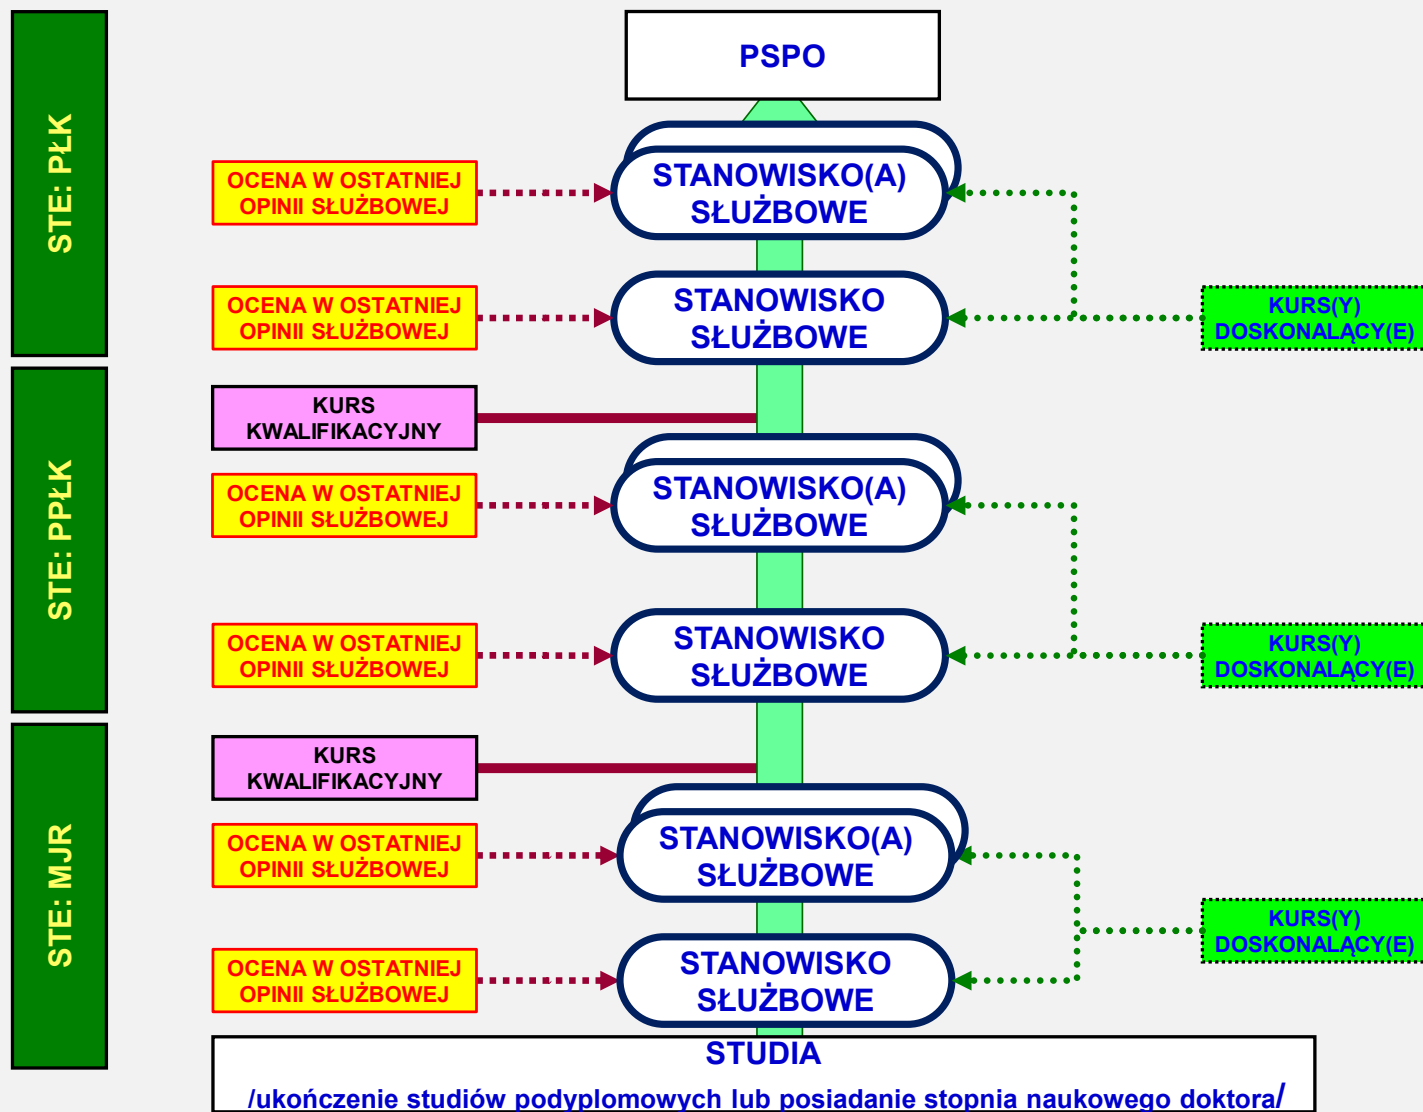 PSPO
STE: PŁK
OCENA W OSTATNIEJ
OPINII SŁUŻBOWEJ
STANOWISKO(A)
SŁUŻBOWE
OCENA W OSTATNIEJ
OPINII SŁUŻBOWEJ
STANOWISKO
SŁUŻBOWE
KURS(Y)
DOSKONALĄCY(E)
STE: PPŁK
KURS
KWALIFIKACYJNY
OCENA W OSTATNIEJ
OPINII SŁUŻBOWEJ
STANOWISKO(A)
SŁUŻBOWE
OCENA W OSTATNIEJ
OPINII SŁUŻBOWEJ
STANOWISKO
SŁUŻBOWE
KURS(Y)
DOSKONALĄCY(E)
STE: MJR
KURS
KWALIFIKACYJNY
OCENA W OSTATNIEJ
OPINII SŁUŻBOWEJ
STANOWISKO(A)
SŁUŻBOWE
KURS(Y)
DOSKONALĄCY(E)
OCENA W OSTATNIEJ
OPINII SŁUŻBOWEJ
STANOWISKO
SŁUŻBOWE
STUDIA
/ukończenie studiów podyplomowych lub posiadanie stopnia naukowego doktora/